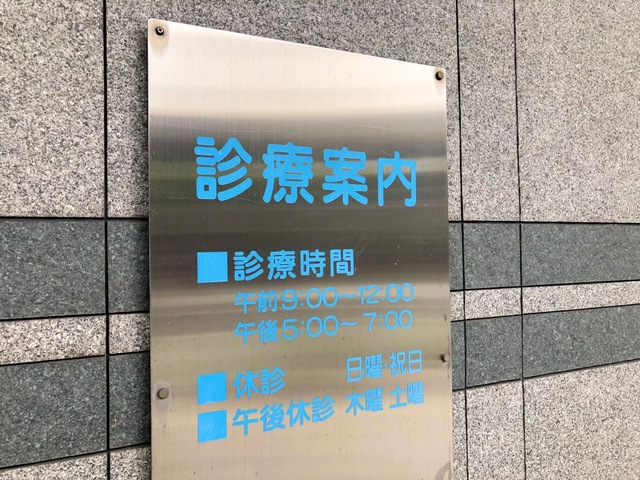 診療案内
■診療時間
午前9:00~12:00
午後5:00~7:00
■休診 日曜·祝日
■午後休診 木曜 土曜